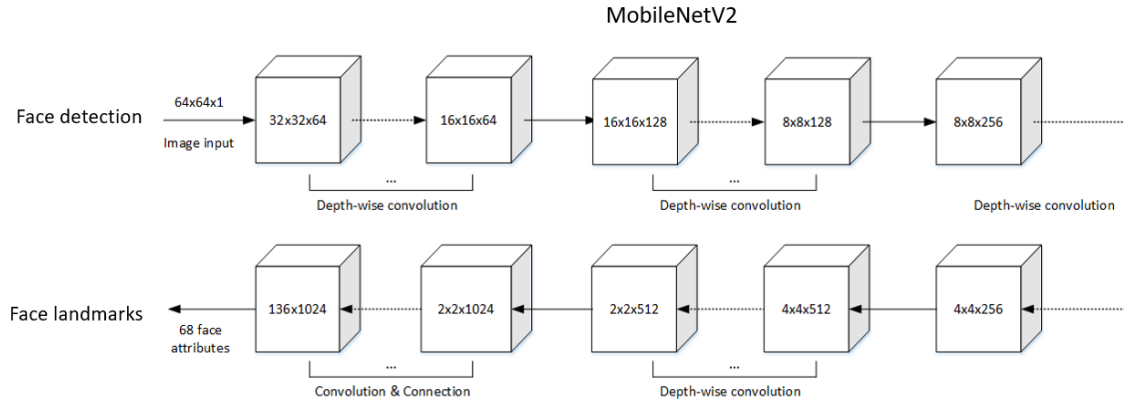 MobileNetV2
Face detection
64x64x1
Image input
32x32x64
16x16x64
16x16x128
8x8x128
8x8x256
...
...
Depth-wise convolution
Depth-wise convolution
Depth-wise convolution
Face landmarks
68 face
attributes
136x1024
2x2x1024
2x2x512
4x4x512
4x4x256
...
...
Convolution & Connection
Depth-wise convolution